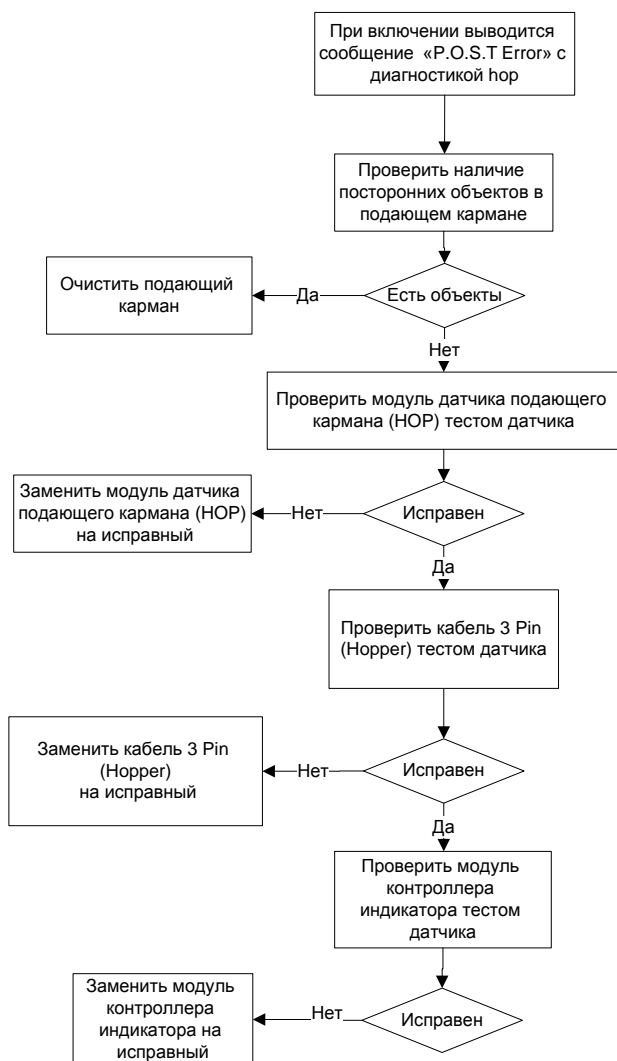 При включении выводится
сообщение «P.O.S.T Error» с
диагностикой hop
Проверить наличие
посторонних объектов в
подающем кармане
Очистить подающий
карман
Да
Есть объекты
Нет
Проверить модуль датчика подающего
кармана (HOP) тестом датчика
Заменить модуль датчика
подающего кармана (HOP)
на исправный
Нет
Исправен
Да
Проверить кабель 3 Pin
(Hopper) тестом датчика
Заменить кабель 3 Pin
(Hopper)
на исправный
Нет
Исправен
Да
Проверить модуль
контроллера
индикатора тестом
датчика
Заменить модуль
контроллера
индикатора на
исправный
Нет
Исправен